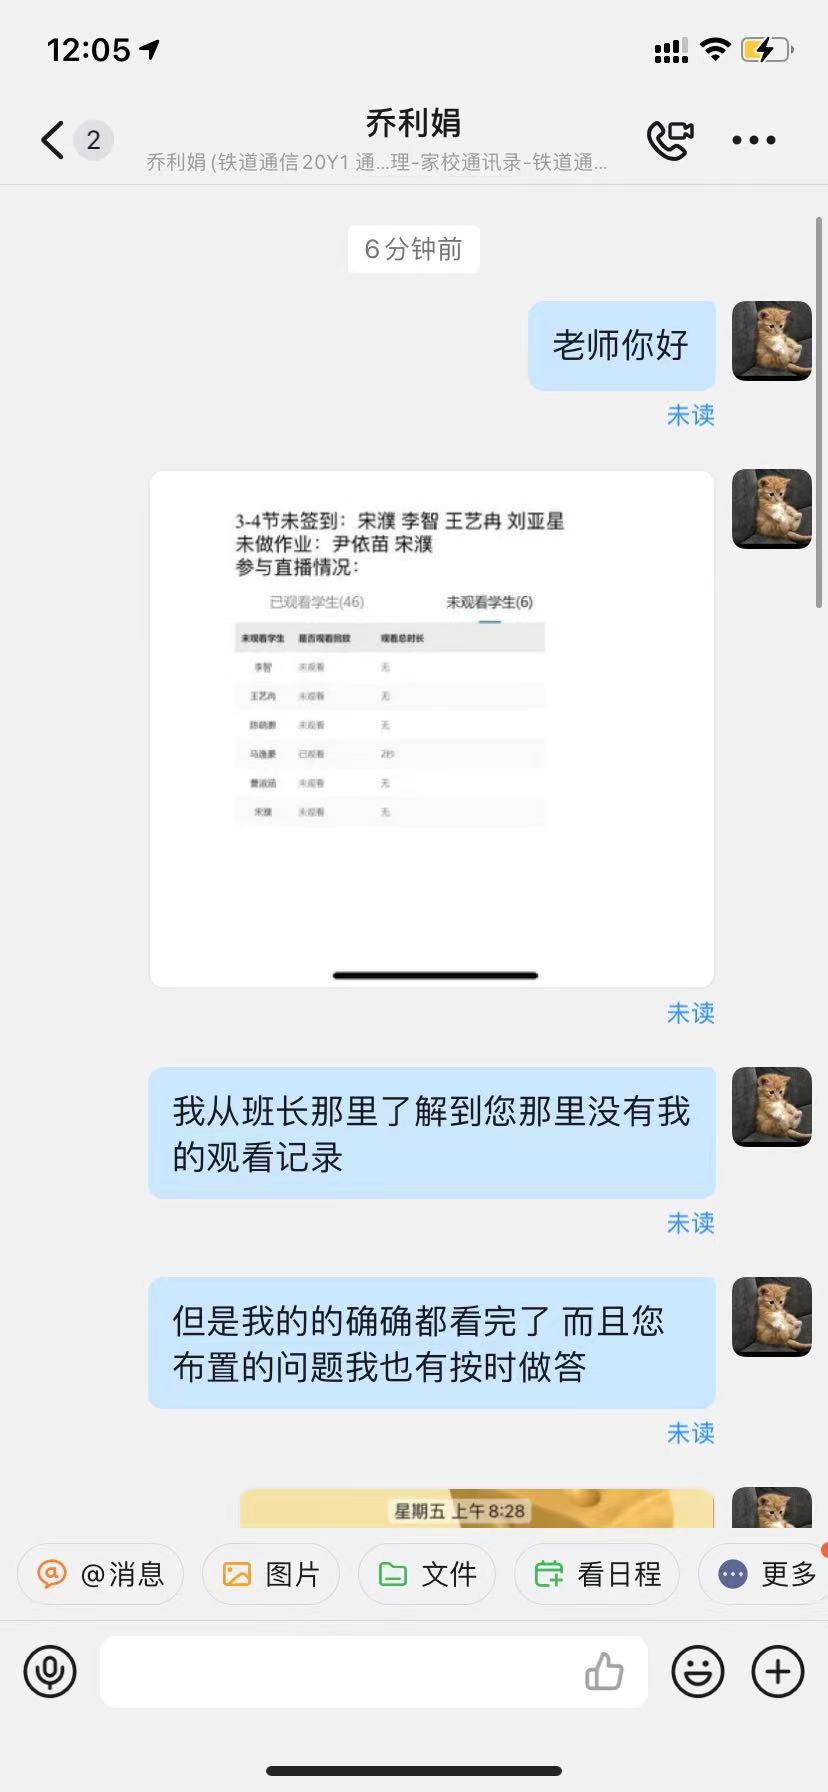 12:05
2
乔利娟
乔利娟(铁道通信20Y1 通...理-家校通讯录-铁道通...
6分钟前
老师你好
未读
3-4节未签到：宋濮 李智 王艺冉 刘亚星
未做作业：尹依苗 宋濮
参与直播情况：
已观看学生(46) 未观看学生(6)
未观看学生 是否观看回放 观看总时长
李智 未观看 无
王艺冉 未观看 无
未观看 无
马逸豪 已观看 2秒
曹淑涵 未观看 无
宋濮 未观看 无
未读
我从班长那里了解到您那里没有我
的观看记录
未读
但是我的的确确都看完了 而且您
布置的问题我也有按时做答
未读
星期五 上午 8:28
@消息 图片 文件 看日程 更多